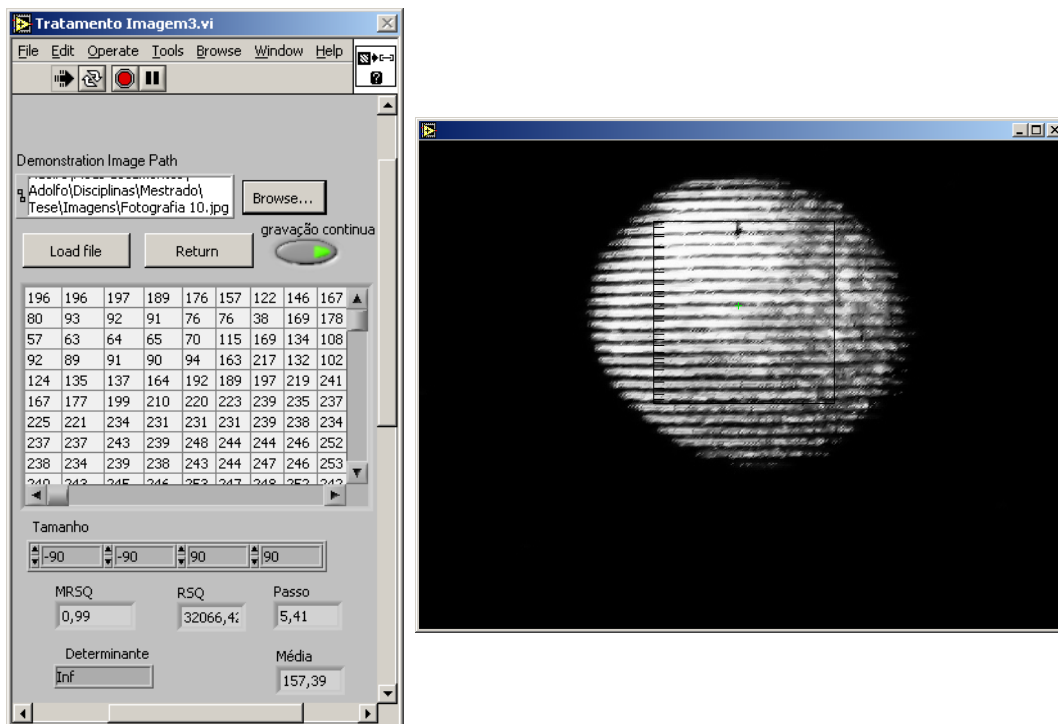 Tratamento Imagem3.vi
File Edit Operate Tools Browse Window Help
?
Demonstration Image Path
Adolfo\Disciplinas\Mestrado\
Tese\Imagens\Fotografia 10.jpg
Browse...
gravação continua
Load file Return
196 196 197 189 176 157 122 146 167
80 93 92 91 76 76 38 169 178
57 63 64 65 70 115 169 134 108
92 89 91 90 94 163 217 132 102
124 135 137 164 192 189 197 219 241
167 177 199 210 220 223 239 235 237
225 221 234 231 231 231 239 238 234
237 237 243 239 248 244 244 246 252
238 234 239 238 243 244 247 246 253
Tamanho
-90 -90 90 90
MRSQ RSQ Passo
0,99 32066,4 5,41
Determinante Média
Inf 157,39